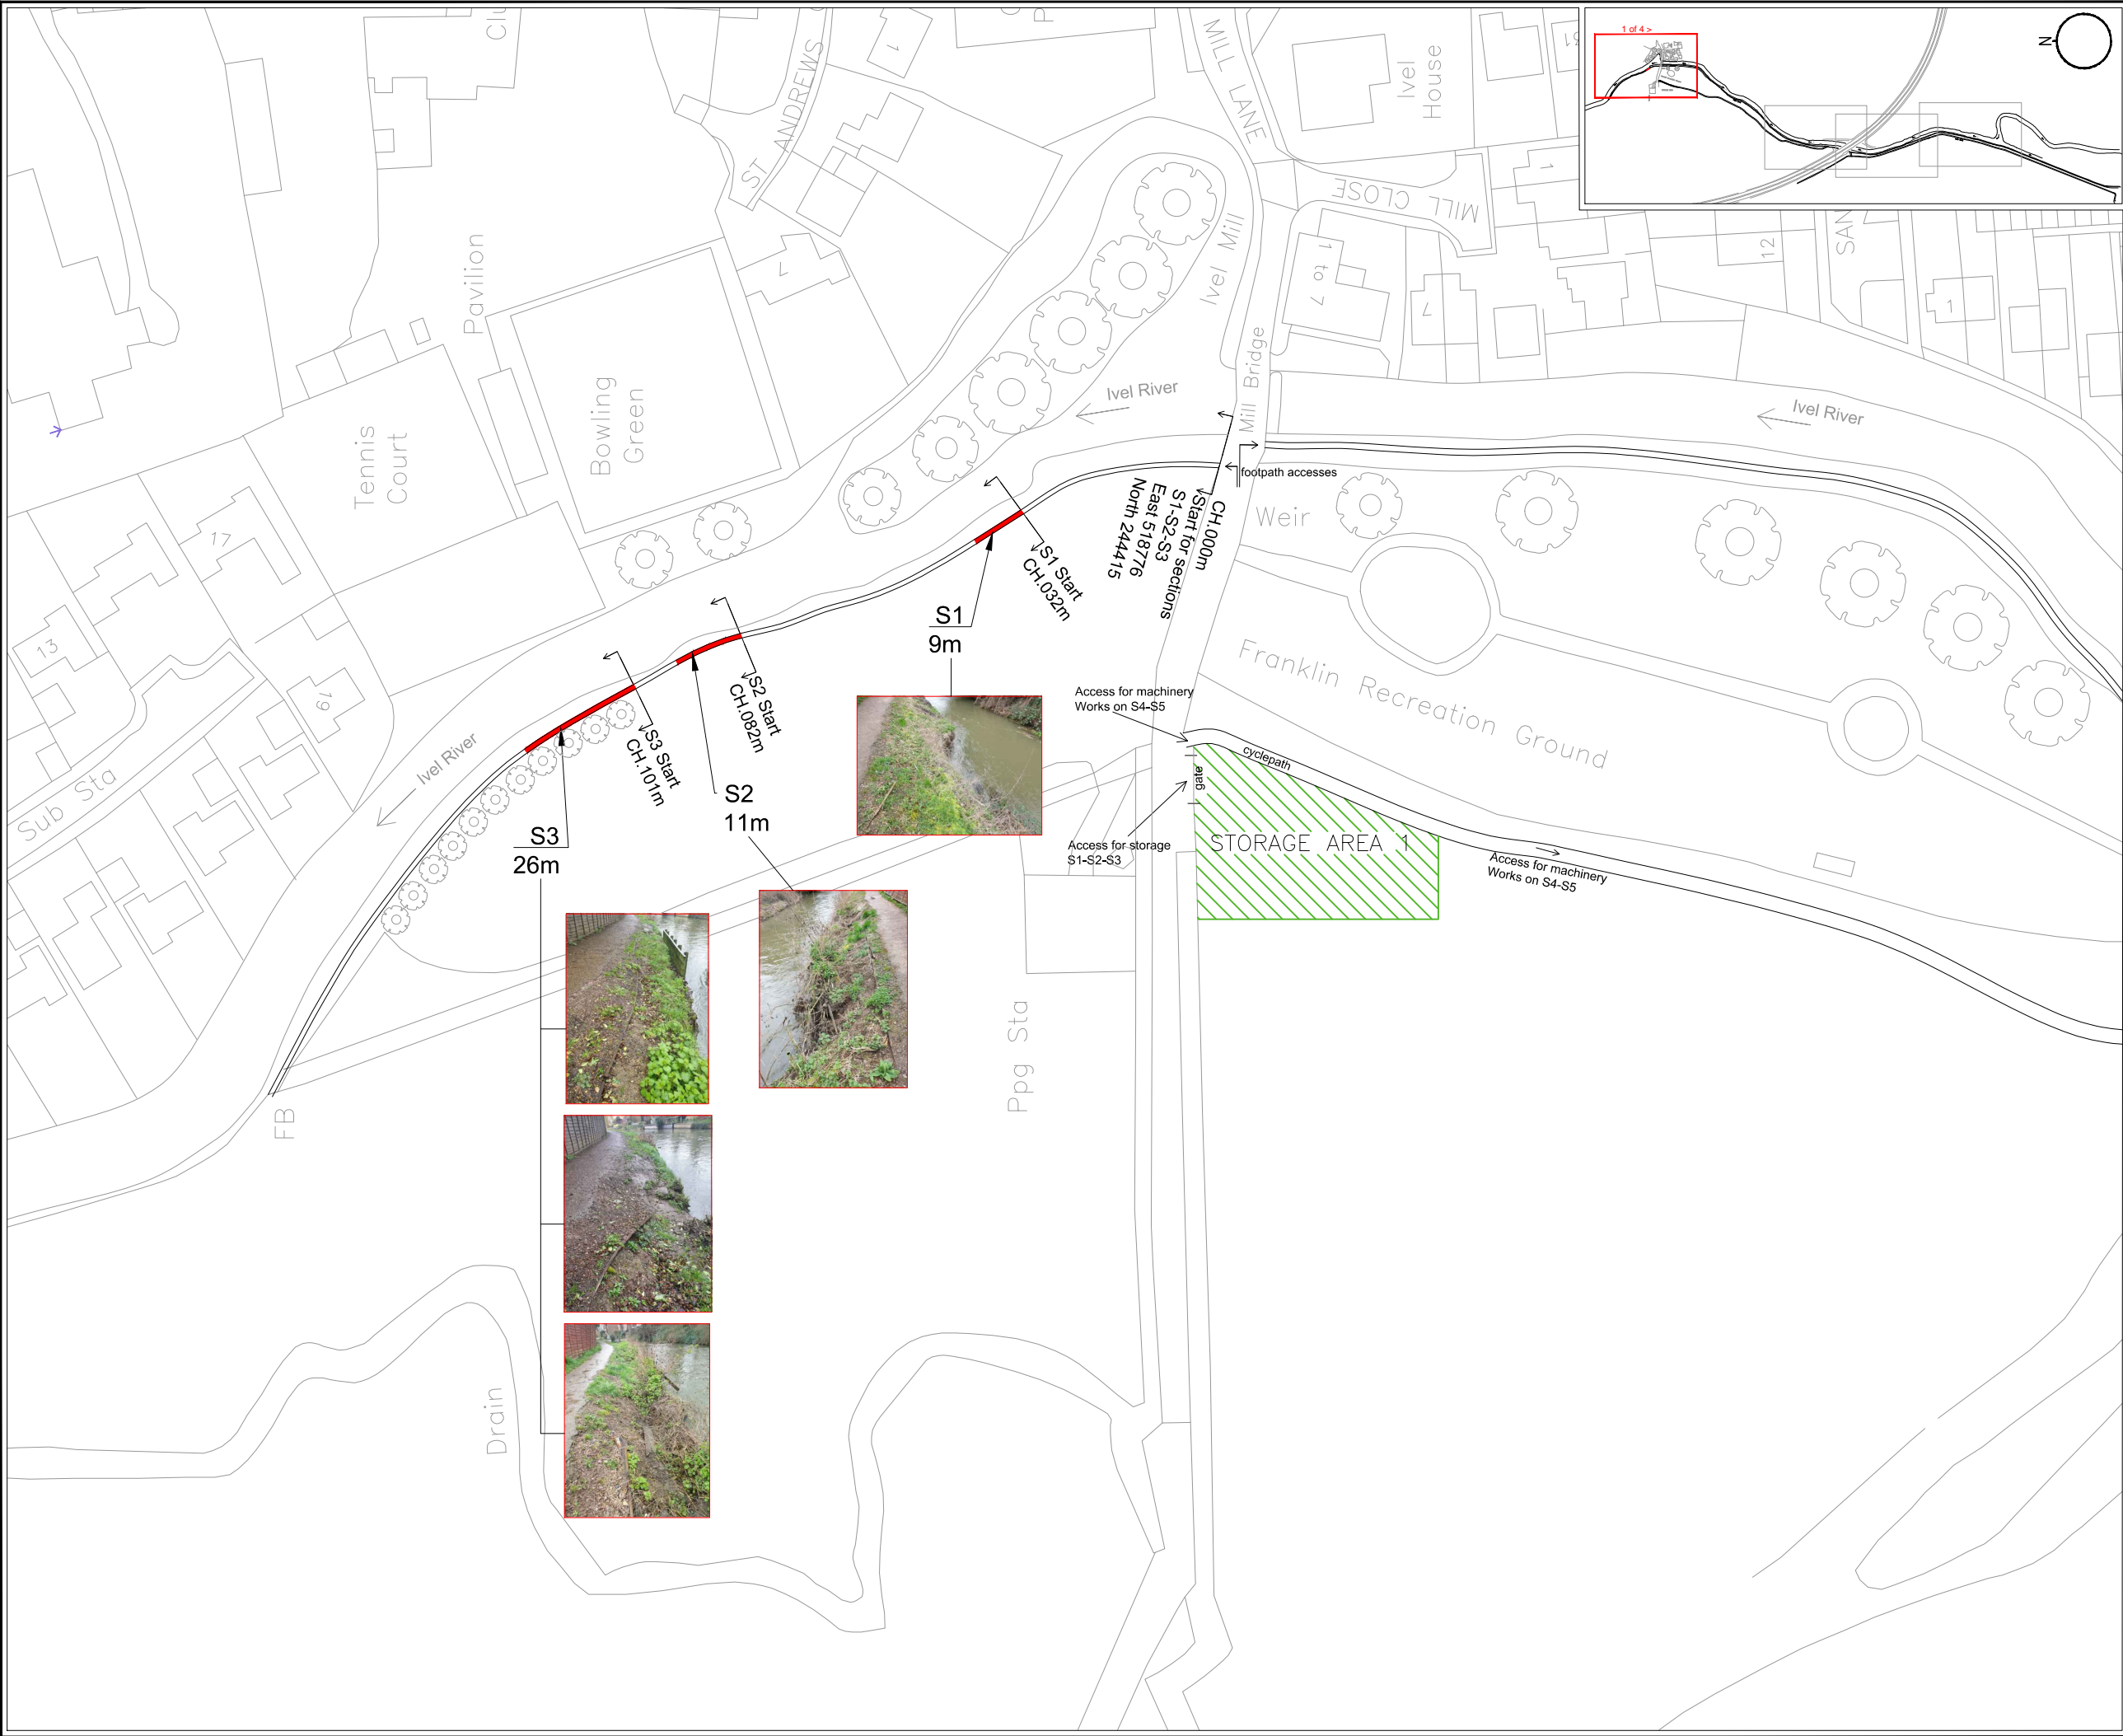 1 of 4 >
N
ST ANDREWS
1
MILL LANE
Ivel
House
1
MILL CLOSE
Ivel Mill
1 to 7
7
12
SAN
1
Pavilion
7
Bowling
Green
Tennis
Court
Mill Bridge
Ivel River
Ivel River
footpath accesses
CH.000m
Start for sections
S1-S2-S3
East 518776
North 244415
Weir
17
13
19
Sub Sta
S1 Start
CH.032m
S1
9m
S2 Start
CH.082m
S2
11m
S3 Start
CH.101m
S3
26m
Ivel River
Franklin Recreation Ground
Access for machinery
Works on S4-S5
cyclepath
gate
Access for storage
S1-S2-S3
STORAGE AREA 1
Access for machinery
Works on S4-S5
Ppg Sta
FB
Drain